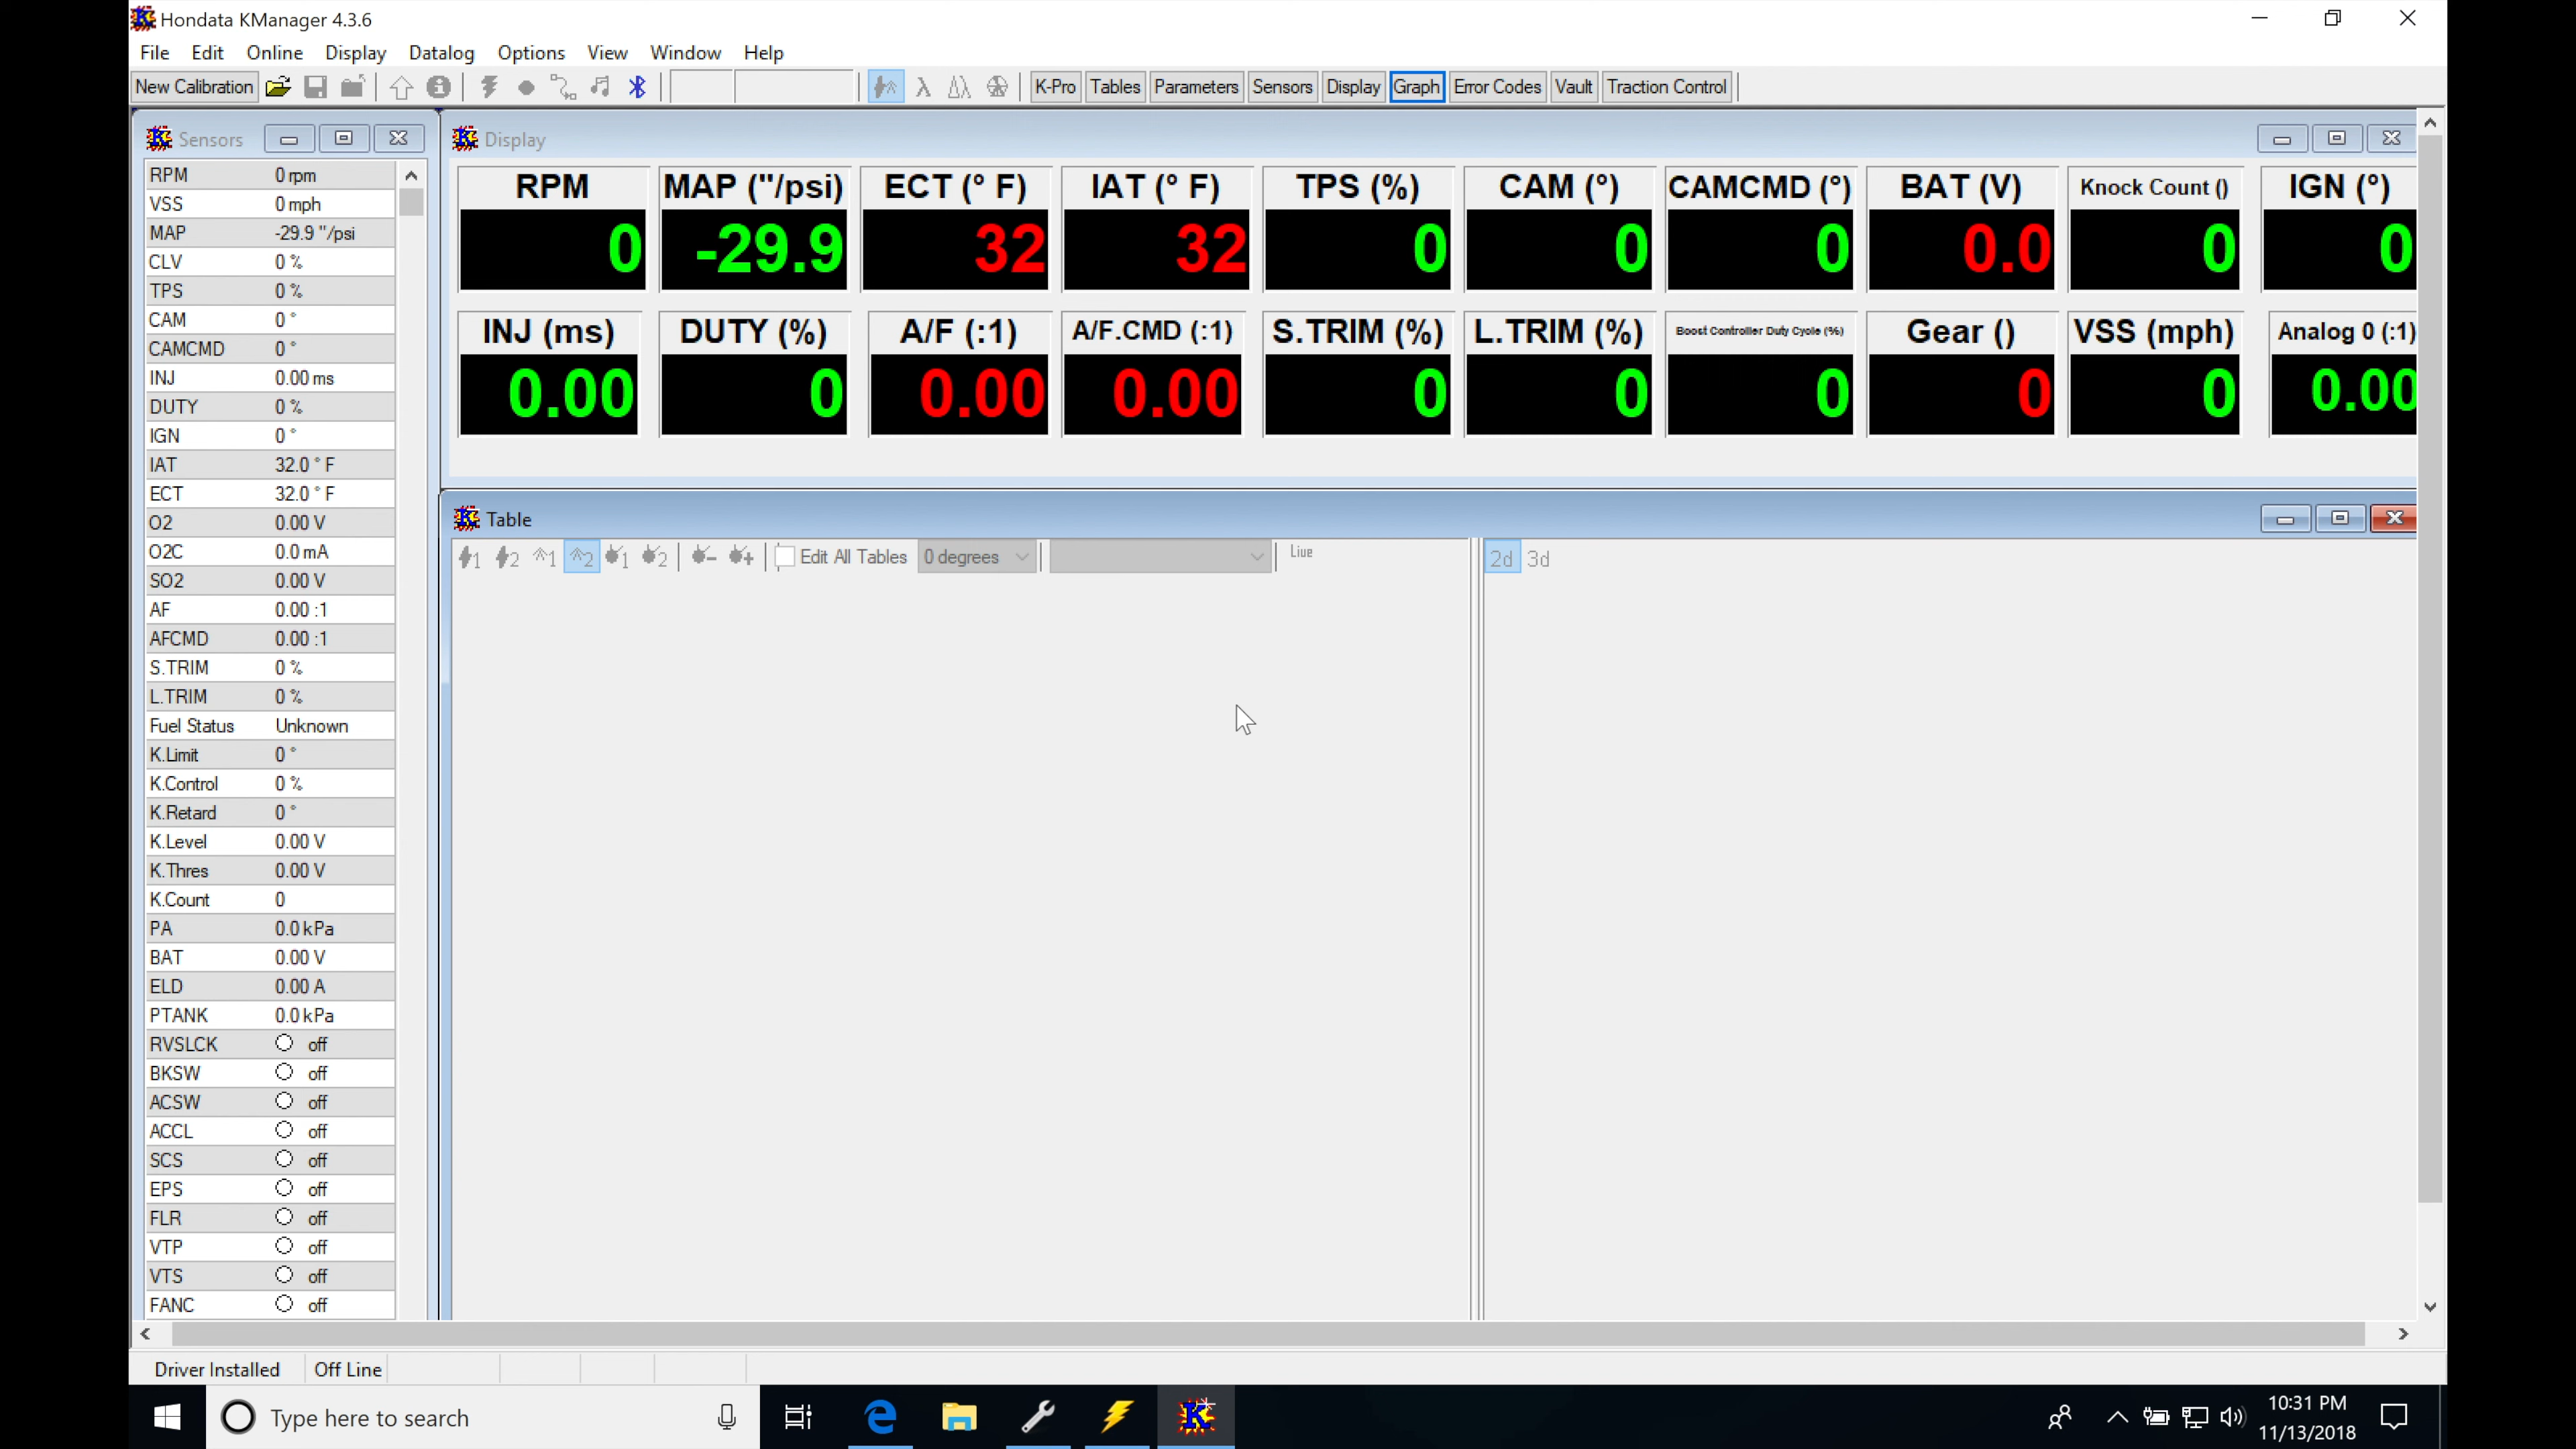 Hondata KManager 4.3.6
File Edit Online Display Datalog Options View Window Help
New Calibration K-Pro Tables Parameters Sensors Display Graph Error Codes Vault Traction Control
Sensors
RPM 0 rpm
VSS 0 mph
MAP -29.9 "/psi
CLV 0 %
TPS 0 %
CAM 0 °
CAMCMD 0 °
INJ 0.00 ms
DUTY 0 %
IGN 0 °
IAT 32.0 ° F
ECT 32.0 ° F
O2 0.00 V
O2C 0.0 mA
SO2 0.00 V
AF 0.00 :1
AFCMD 0.00 :1
S.TRIM 0 %
L.TRIM 0 %
Fuel Status Unknown
K.Limit 0 °
K.Control 0 %
K.Retard 0 °
K.Level 0.00 V
K.Thres 0.00 V
K.Count 0
PA 0.0 kPa
BAT 0.00 V
ELD 0.00 A
PTANK 0.0 kPa
RVSLCK off
BKSW off
ACSW off
ACCL off
SCS off
EPS off
FLR off
VTP off
VTS off
FANC off
Display
RPM MAP ("/psi) ECT (° F) IAT (° F) TPS (%) CAM (°) CAMCMD (°) BAT (V) Knock Count () IGN (°)
0 -29.9 32 32 0 0 0 0.0 0 0
INJ (ms) DUTY (%) A/F (:1) A/F.CMD (:1) S.TRIM (%) L.TRIM (%) Boost Controller Duty Cycle (%) Gear () VSS (mph) Analog 0 (:1)
0.00 0 0.00 0.00 0 0 0 0 0 0.00
Table
1 2 1 2 1 2 Edit All Tables 0 degrees Live 2d 3d
Driver Installed Off Line
Type here to search
10:31 PM
11/13/2018